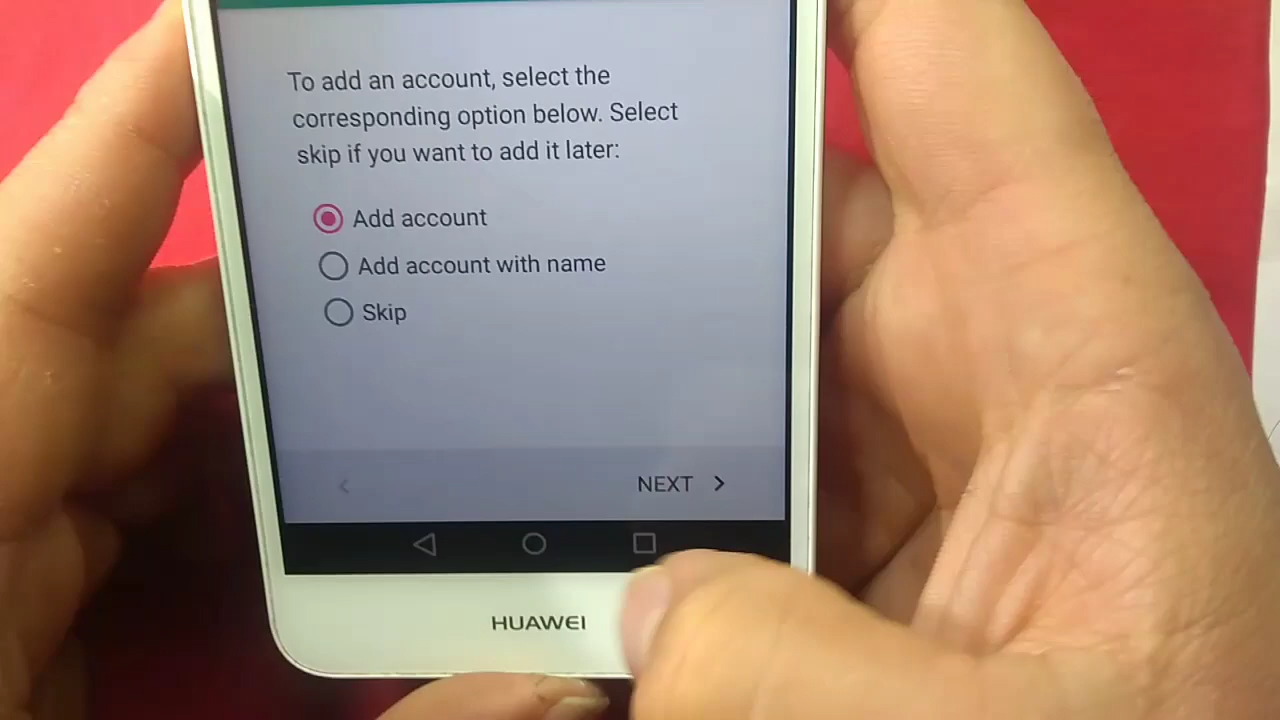 To add an account, select the
corresponding option below. Select
skip if you want to add it later:
Add account
Add account with name
Skip
NEXT
HUAWEI